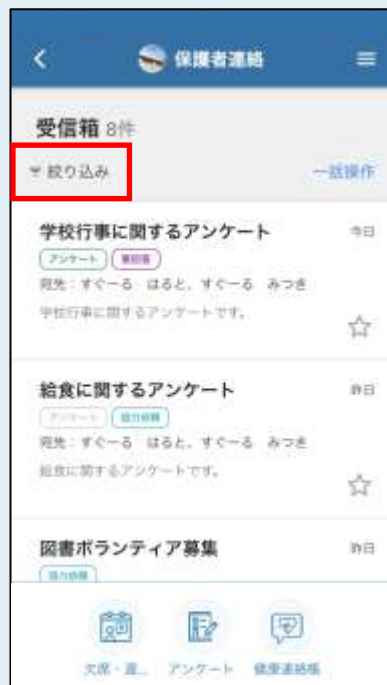 保護者連絡
受信箱 8件
絞り込み
一括操作
学校行事に関するアンケート 今日
アンケート 要回答
宛先：すぐーる はると、すぐーる みつき
学校行事に関するアンケートです。
給食に関するアンケート 昨日
アンケート 協力依頼
宛先：すぐーる はると、すぐーる みつき
給食に関するアンケートです。
図書ボランティア募集 昨日
協力依頼
欠席・遅… アンケート 健康連絡帳